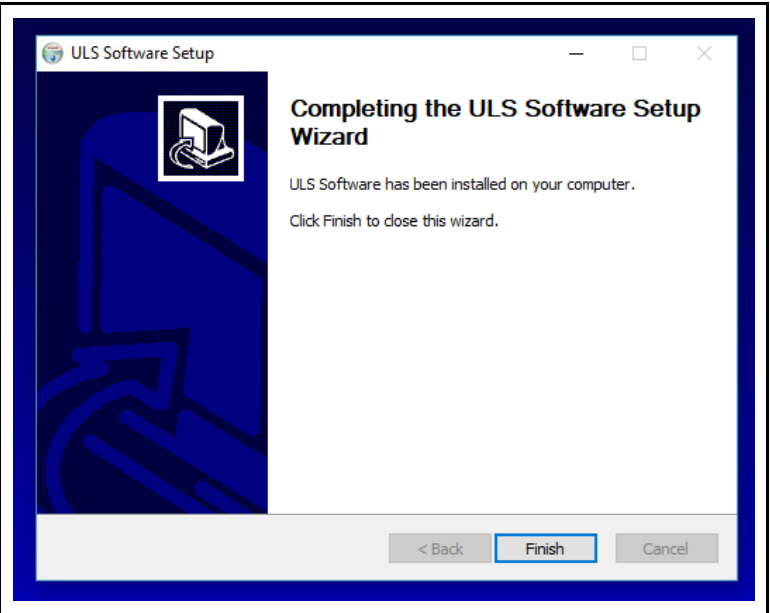 ULS Software Setup
Completing the ULS Software Setup
Wizard
ULS Software has been installed on your computer.
Click Finish to close this wizard.
< Back
Finish
Cancel